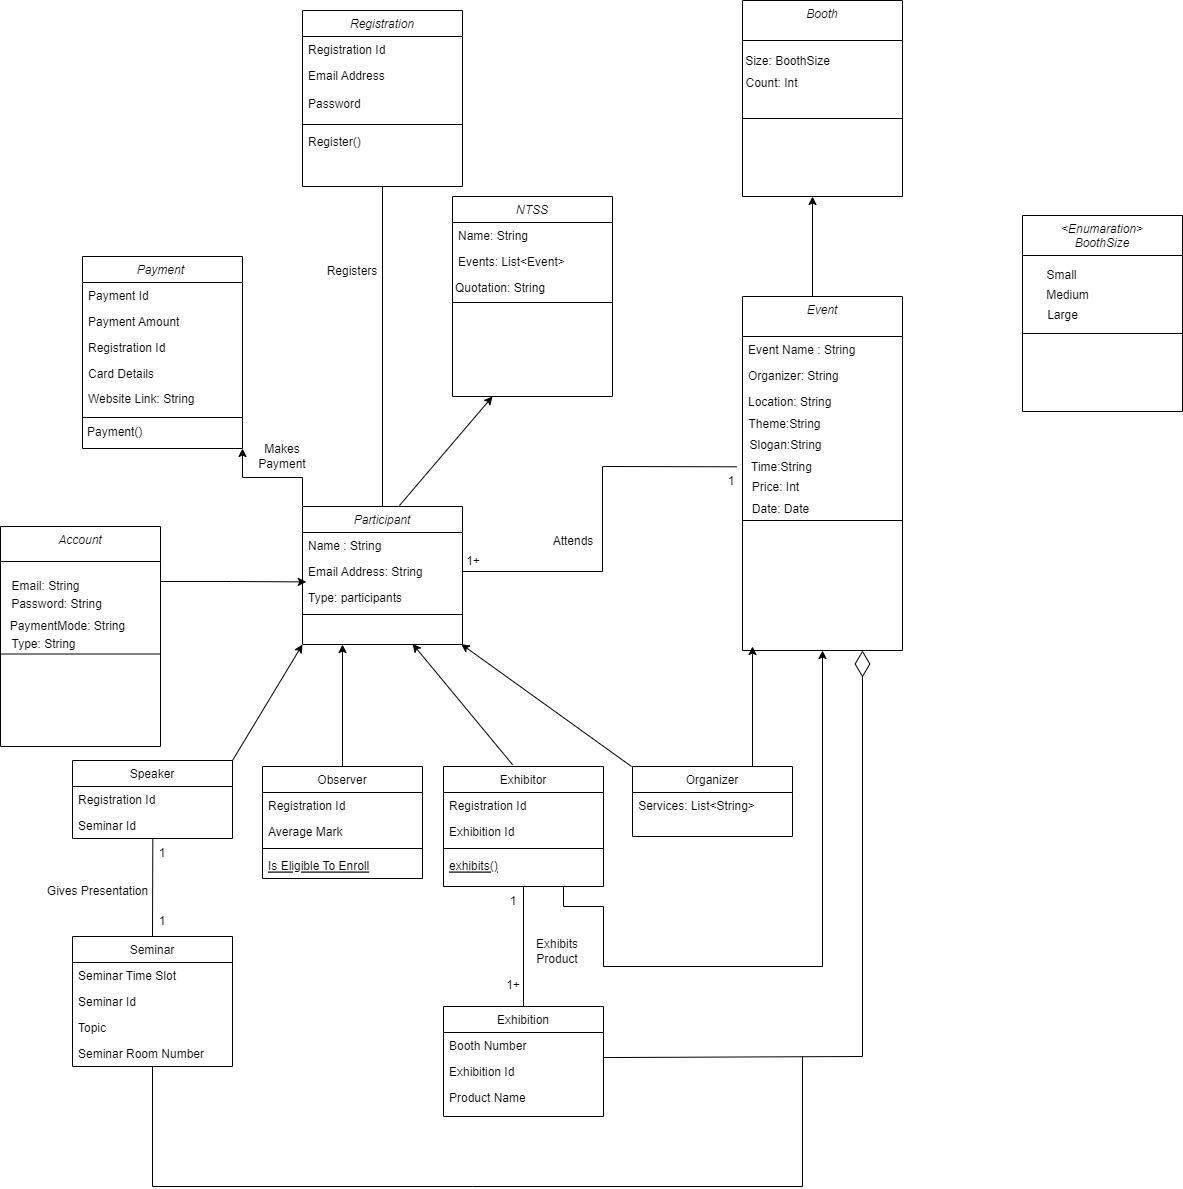 Registration
Registration Id
Email Address
Password
Register()
Booth
Size: BoothSize
Count: Int
NTSS
Name: String
Events: List<Event>
Quotation: String
<Enumaration>
BoothSize
Small
Medium
Large
Registers
Payment
Payment Id
Payment Amount
Registration Id
Card Details
Website Link: String
Payment()
Event
Event Name : String
Organizer: String
Location: String
Theme:String
Slogan:String
Time:String
Price: Int
Date: Date
Makes
Payment
1
Participant
Name : String
Email Address: String
Type: participants
1+
Attends
Account
Email: String
Password: String
PaymentMode: String
Type: String
Speaker
Registration Id
Seminar Id
Observer
Registration Id
Average Mark
Is Eligible To Enroll
Exhibitor
Registration Id
Exhibition Id
exhibits()
Organizer
Services: List<String>
1
Gives Presentation
1
1
Exhibits
Product
1+
Seminar
Seminar Time Slot
Seminar Id
Topic
Seminar Room Number
Exhibition
Booth Number
Exhibition Id
Product Name